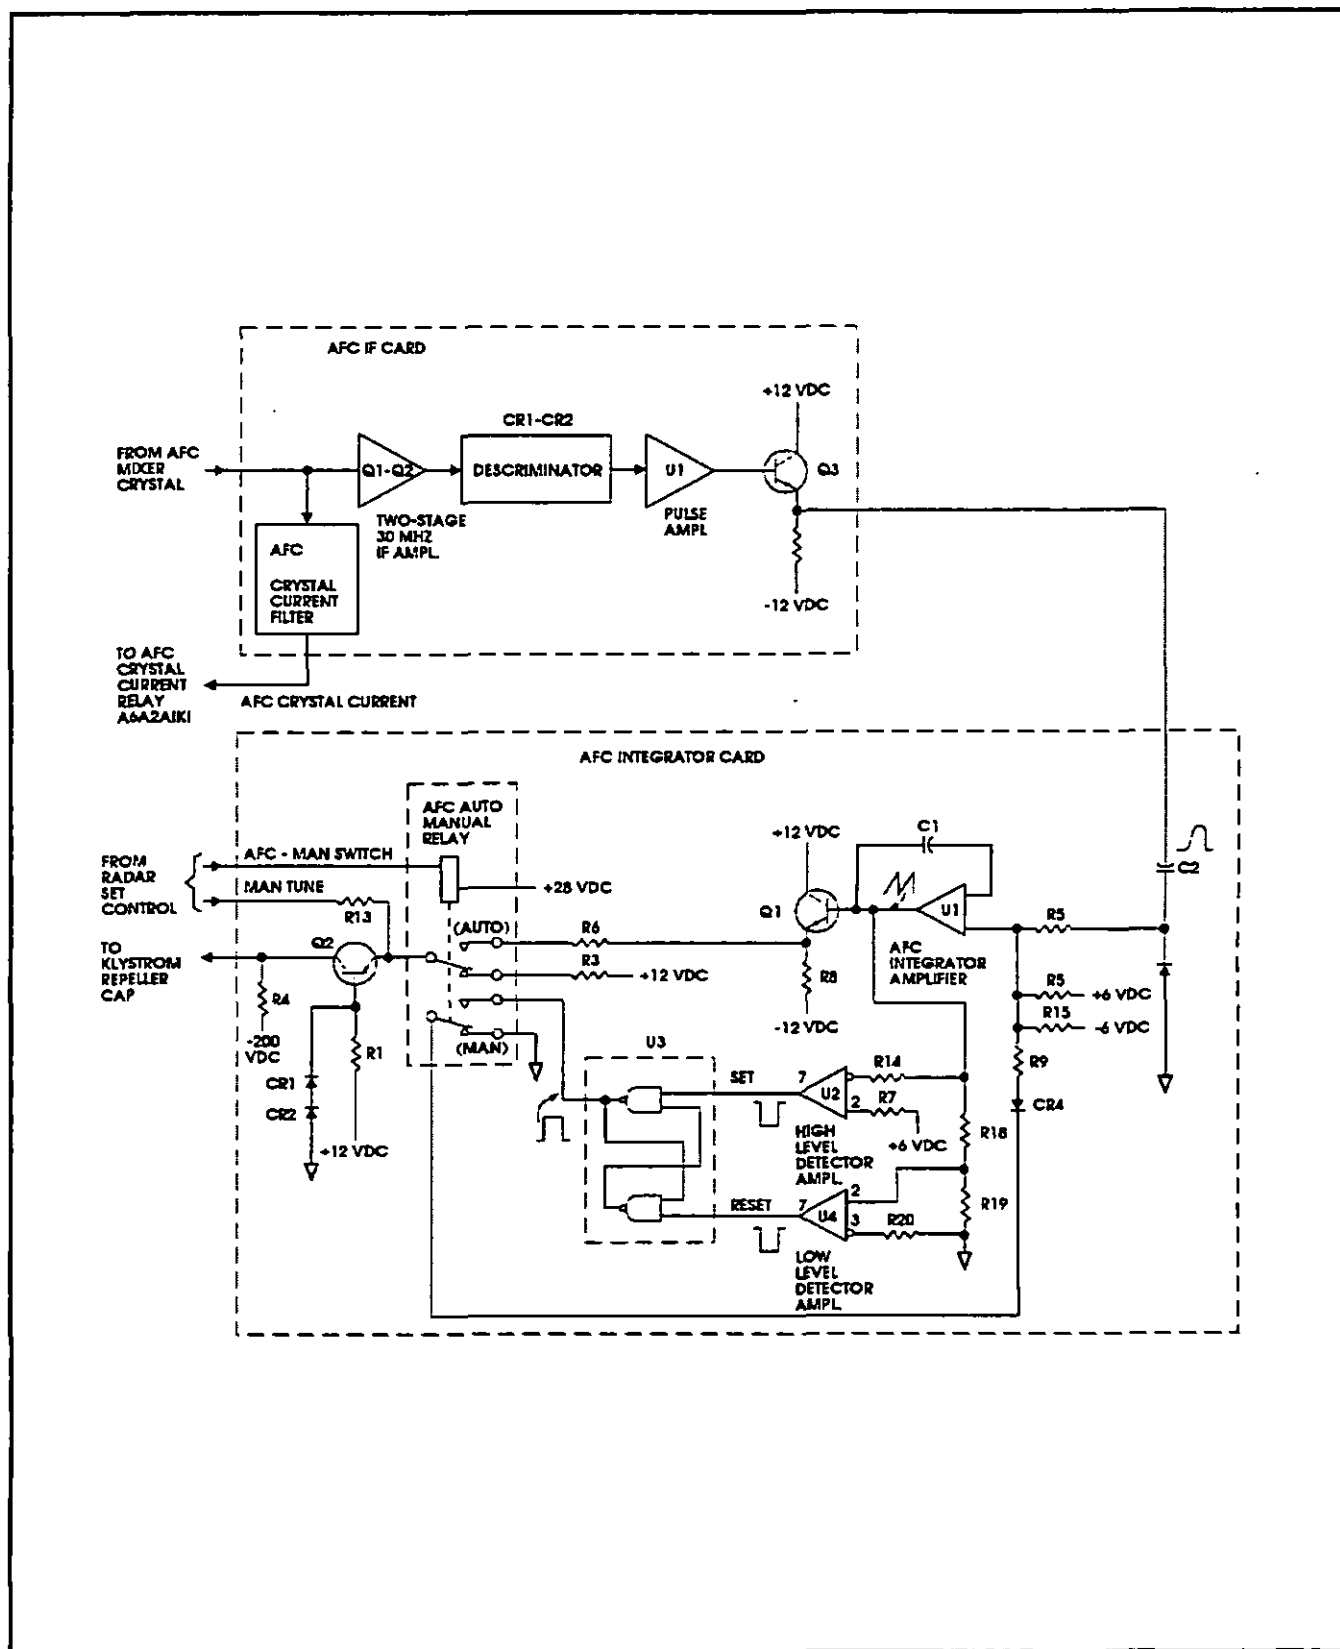 AFC IF CARD
+12 VDC
CR1-CR2
FROM AFC
MIXER
CRYSTAL
Q1-Q2
DESCRIMINATOR
U1
Q3
TWO-STAGE
30 MHZ
IF AMPL.
PULSE
AMPL
AFC
CRYSTAL
CURRENT
FILTER
-12 VDC
TO AFC
CRYSTAL
CURRENT
RELAY
A6A2A1K1
AFC CRYSTAL CURRENT
AFC INTEGRATOR CARD
AFC AUTO
MANUAL
RELAY
+12 VDC
C1
FROM
RADAR
SET
CONTROL
AFC - MAN SWITCH
MAN TUNE
+28 VDC
C2
R13
Q1
U1
R5
(AUTO)
R6
AFC
INTEGRATOR
AMPLIFIER
Q2
TO
KLYSTROM
REPELLER
CAP
R3
+12 VDC
R8
R5
+6 VDC
R15
-6 VDC
R4
-200
VDC
R1
-12 VDC
(MAN)
U3
R9
CR1
CR2
SET
7
U2
R14
2
R7
CR4
+6 VDC
R18
+12 VDC
HIGH
LEVEL
DETECTOR
AMPL.
RESET
7
U4
2
3
R20
R19
LOW
LEVEL
DETECTOR
AMPL.